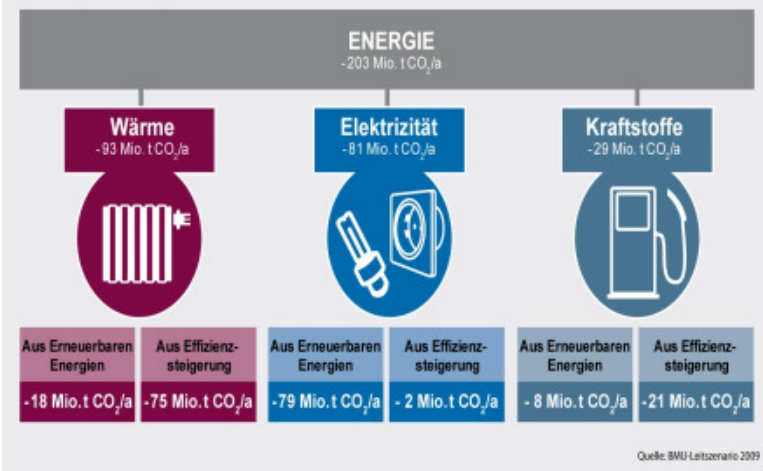 ENERGIE
-203 Mio. t CO₂/a
Wärme
-93 Mio. t CO₂/a
Elektrizität
-81 Mio. t CO₂/a
Kraftstoffe
-29 Mio. t CO₂/a
Aus Erneuerbaren
Energien
-18 Mio. t CO₂/a
Aus Effizienz-
steigerung
-75 Mio. t CO₂/a
Aus Erneuerbaren
Energien
-79 Mio. t CO₂/a
Aus Effizienz-
steigerung
- 2 Mio. t CO₂/a
Aus Erneuerbaren
Energien
- 8 Mio. t CO₂/a
Aus Effizienz-
steigerung
-21 Mio. t CO₂/a
Quelle: BMU-Leitszenario 2009